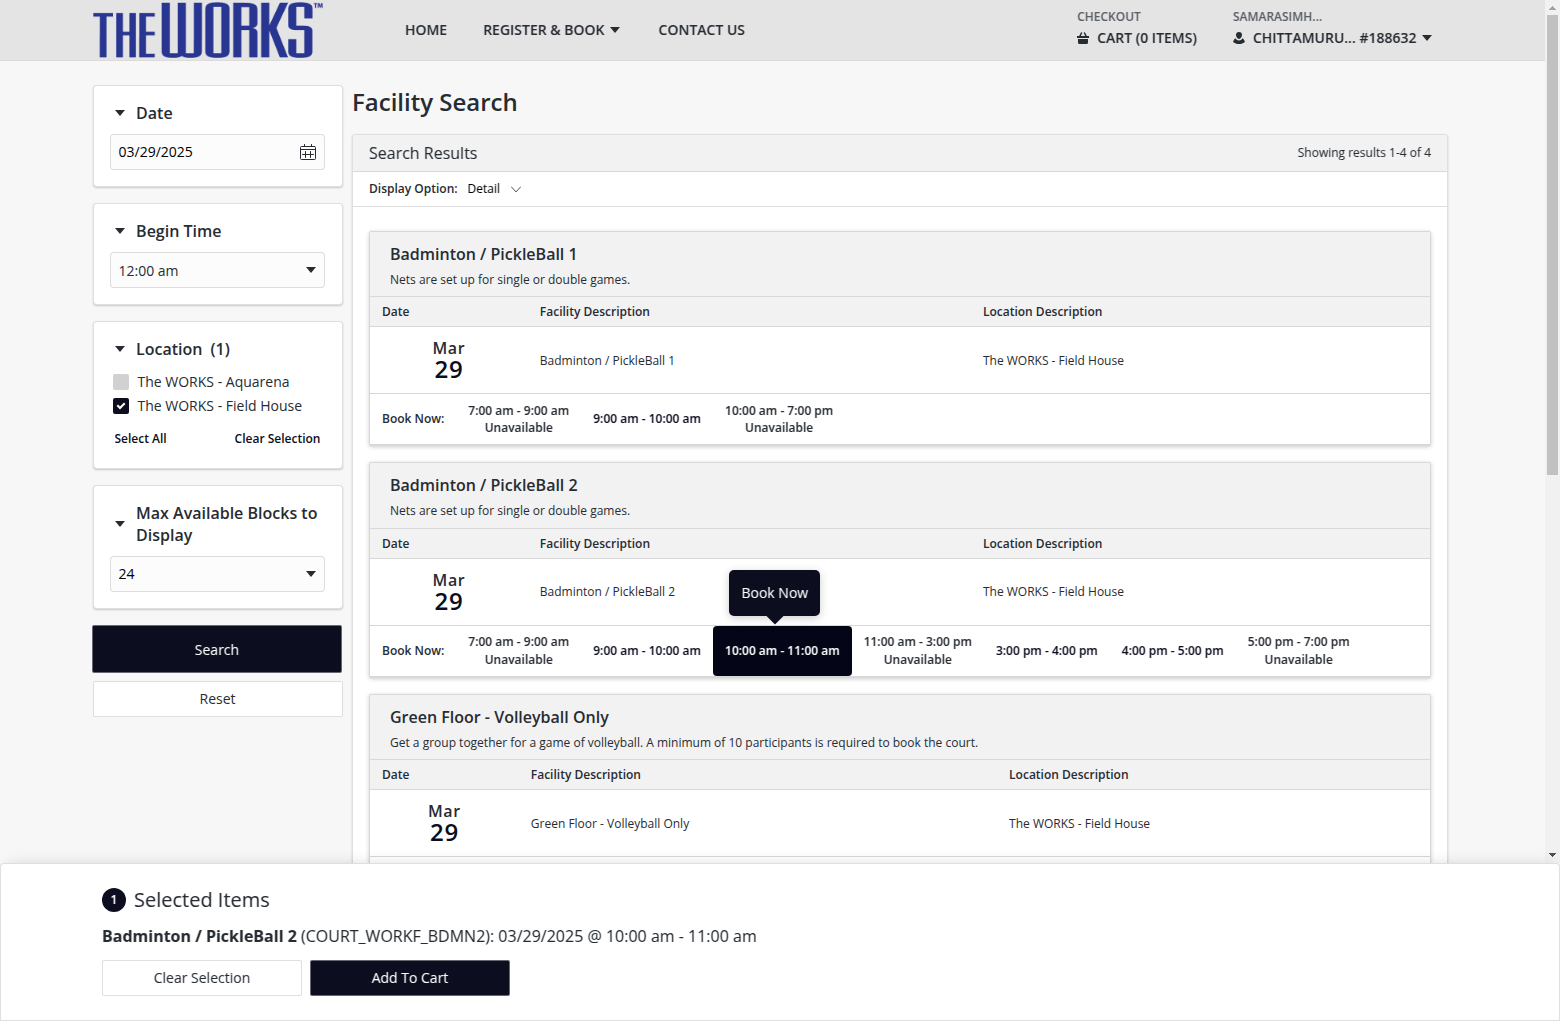 THE WORKS™
HOME
REGISTER & BOOK
CONTACT US
CHECKOUT
CART (0 ITEMS)
SAMARASIMH...
CHITTAMURU... #188632
Date
03/29/2025
Begin Time
12:00 am
Location (1)
The WORKS - Aquarena
The WORKS - Field House
Select All
Clear Selection
Max Available Blocks to
Display
24
Search
Reset
Facility Search
Search Results
Showing results 1-4 of 4
Display Option: Detail
Badminton / PickleBall 1
Nets are set up for single or double games.
Date Facility Description Location Description
Mar
29
Badminton / PickleBall 1
The WORKS - Field House
Book Now:
7:00 am - 9:00 am
Unavailable
9:00 am - 10:00 am
10:00 am - 7:00 pm
Unavailable
Badminton / PickleBall 2
Nets are set up for single or double games.
Date Facility Description Location Description
Mar
29
Badminton / PickleBall 2
The WORKS - Field House
Book Now
Book Now:
7:00 am - 9:00 am
Unavailable
9:00 am - 10:00 am
10:00 am - 11:00 am
11:00 am - 3:00 pm
Unavailable
3:00 pm - 4:00 pm
4:00 pm - 5:00 pm
5:00 pm - 7:00 pm
Unavailable
Green Floor - Volleyball Only
Get a group together for a game of volleyball. A minimum of 10 participants is required to book the court.
Date Facility Description Location Description
Mar
29
Green Floor - Volleyball Only
The WORKS - Field House
1 Selected Items
Badminton / PickleBall 2 (COURT_WORKF_BDMN2): 03/29/2025 @ 10:00 am - 11:00 am
Clear Selection
Add To Cart